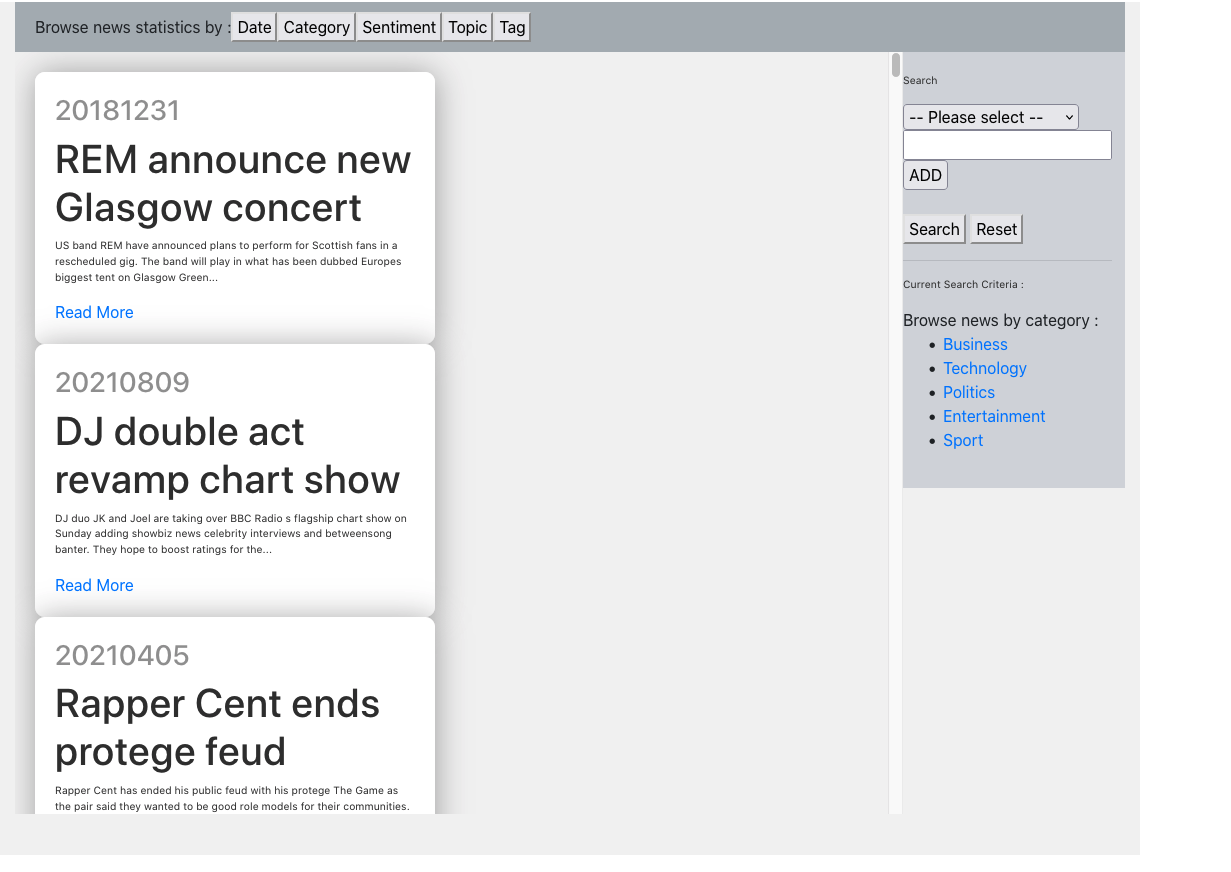 Browse news statistics by : Date Category Sentiment Topic Tag
20181231
REM announce new
Glasgow concert
US band REM have announced plans to perform for Scottish fans in a
rescheduled gig. The band will play in what has been dubbed Europes
biggest tent on Glasgow Green...
Read More
20210809
DJ double act
revamp chart show
DJ duo JK and Joel are taking over BBC Radio s flagship chart show on
Sunday adding showbiz news celebrity interviews and betweensong
banter. They hope to boost ratings for the...
Read More
20210405
Rapper Cent ends
protege feud
Rapper Cent has ended his public feud with his protege The Game as
the pair said they wanted to be good role models for their communities.
Search
-- Please select --
ADD
Search Reset
Current Search Criteria :
Browse news by category :
• Business
• Technology
• Politics
• Entertainment
• Sport